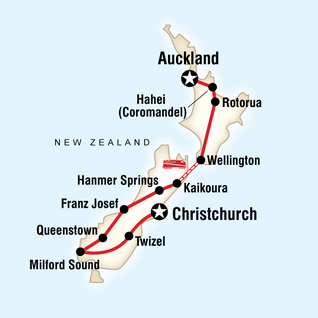 Auckland
Hahei
(Coromandel)
Rotorua
NEW ZEALAND
Wellington
Hanmer Springs
Kaikoura
Franz Josef
Christchurch
Queenstown
Twizel
Milford Sound